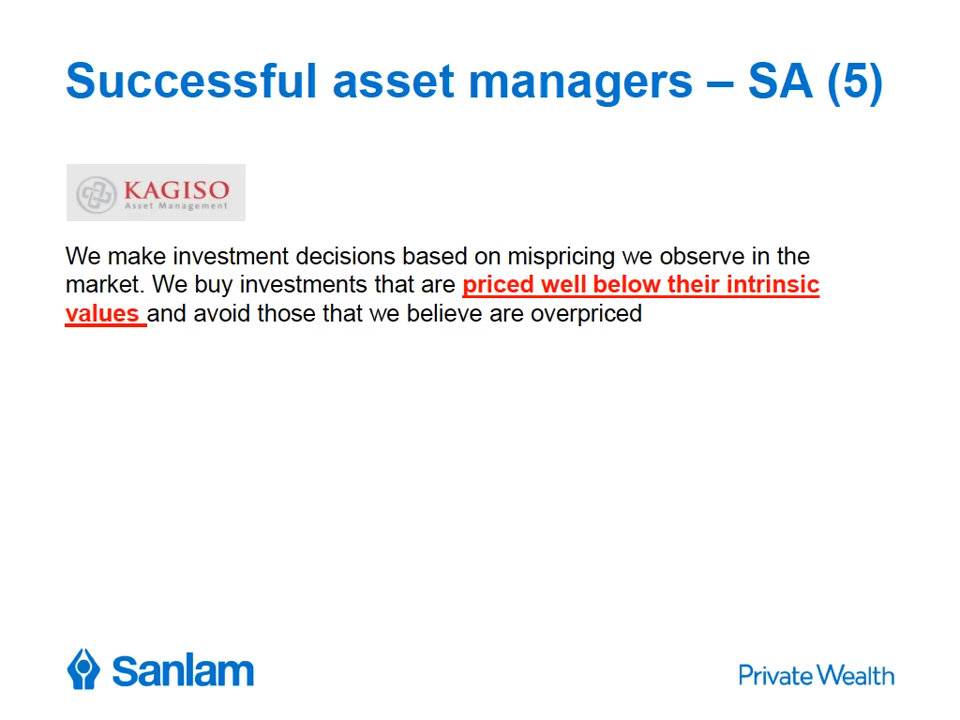 Successful asset managers – SA (5)
KAGISO
Asset Management
We make investment decisions based on mispricing we observe in the
market. We buy investments that are priced well below their intrinsic
values and avoid those that we believe are overpriced
Sanlam
Private Wealth